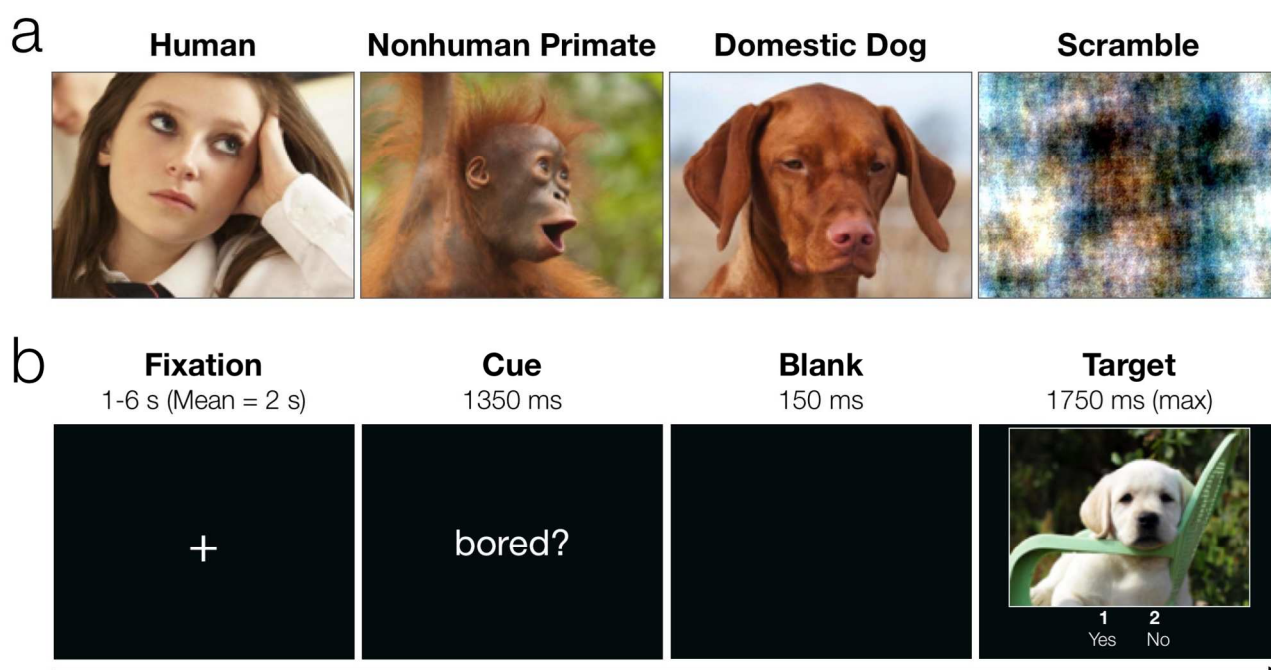 a
Human Nonhuman Primate Domestic Dog Scramble
b
Fixation Cue Blank Target
1-6 s (Mean = 2 s) 1350 ms 150 ms 1750 ms (max)
+ bored?
1 2
Yes No